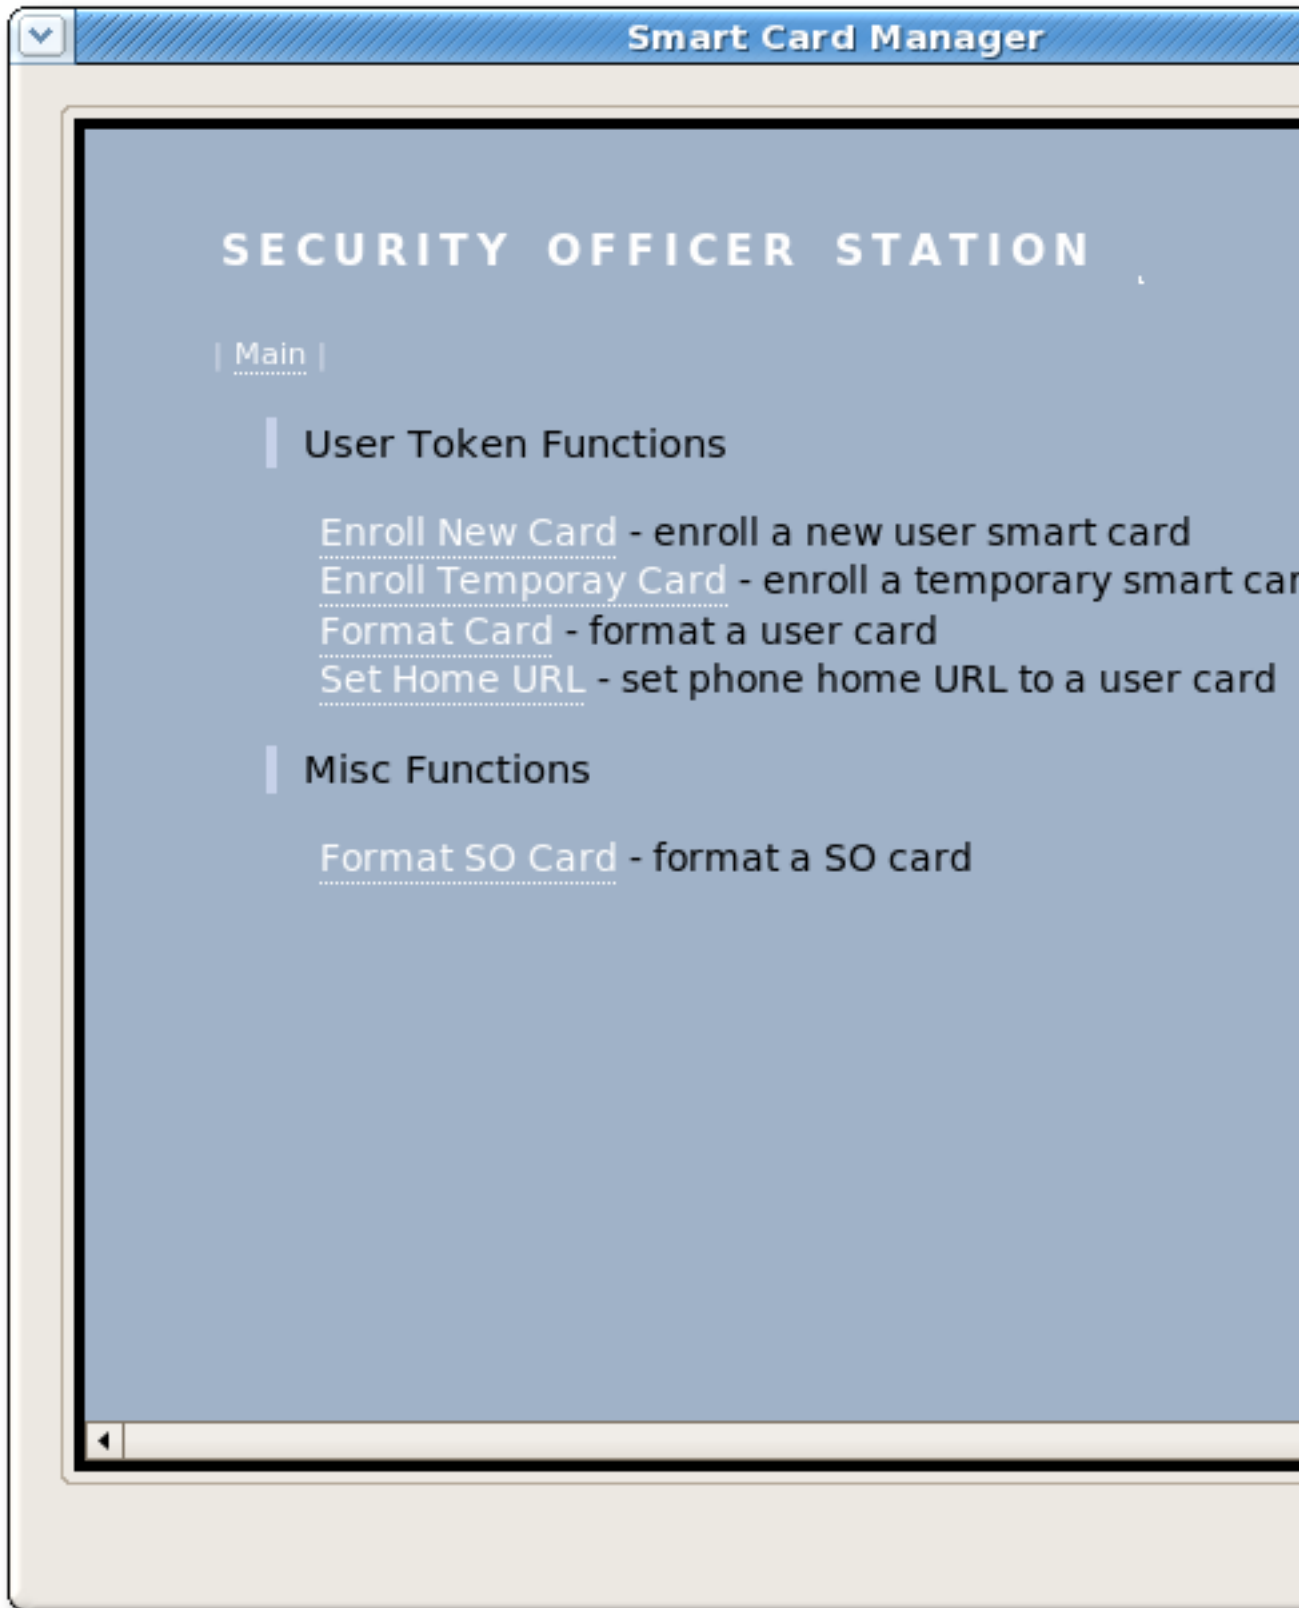 Smart Card Manager
SECURITY OFFICER STATION
| Main |
User Token Functions
Enroll New Card - enroll a new user smart card
Enroll Temporay Card - enroll a temporary smart
Format Card - format a user card
Set Home URL - set phone home URL to a user card
Misc Functions
Format SO Card - format a SO card